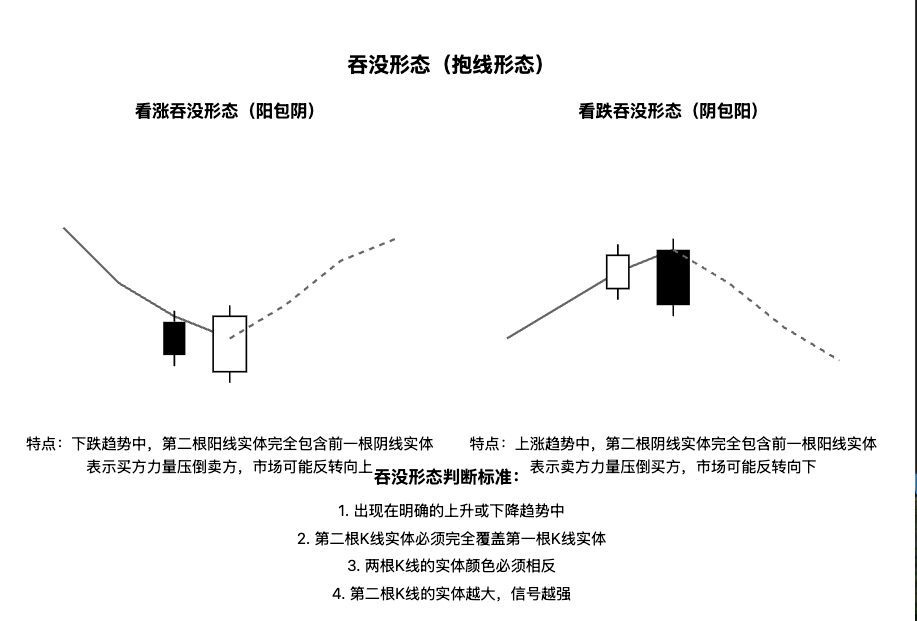 吞没形态（抱线形态）
看涨吞没形态（阳包阴）
看跌吞没形态（阴包阳）
特点：下跌趋势中，第二根阳线实体完全包含前一根阴线实体
表示买方力量压倒卖方，市场可能反转向上
特点：上涨趋势中，第二根阴线实体完全包含前一根阳线实体
表示卖方力量压倒买方，市场可能反转向下
吞没形态判断标准：
1. 出现在明确的上升或下降趋势中
2. 第二根K线实体必须完全覆盖第一根K线实体
3. 两根K线的实体颜色必须相反
4. 第二根K线的实体越大，信号越强